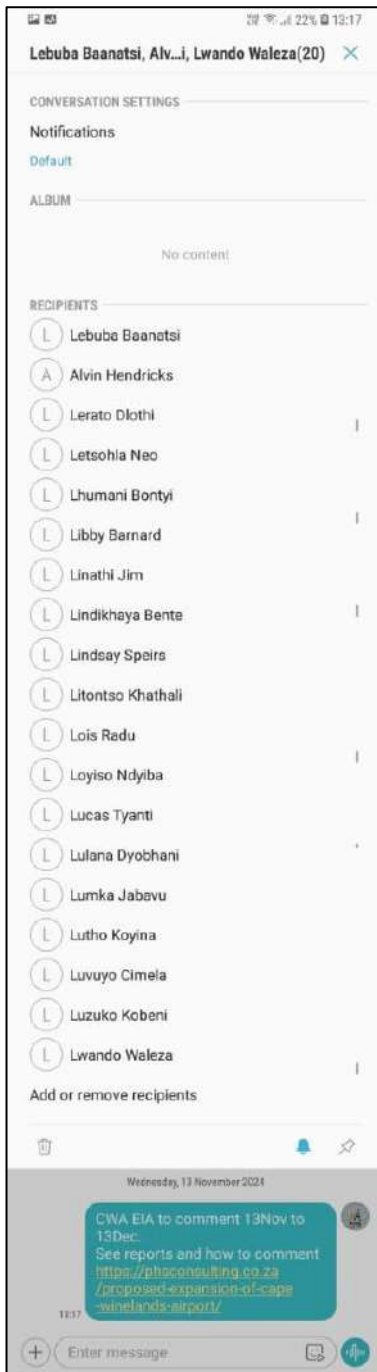 22% 13:17
Lebuba Baanatsi, Alv...i, Lwando Waleza(20)
CONVERSATION SETTINGS
Notifications
Default
ALBUM
No content
RECIPIENTS
L Lebuba Baanatsi
A Alvin Hendricks
L Lerato Dlothi
L Letsohla Neo
L Lhumani Bontyi
L Libby Barnard
L Linathi Jim
L Lindikhaya Bente
L Lindsay Speirs
L Litontso Khathali
L Lois Radu
L Loyiso Ndyiba
L Lucas Tyanti
L Lulana Dyobhani
L Lumka Jabavu
L Lutho Koyina
L Luvuyo Cimela
L Luzuko Kobeni
L Lwando Waleza
Add or remove recipients
Wednesday, 13 November 2024
CWA EIA to comment 13Nov to
13Dec.
See reports and how to comment
https://phsconsulting.co.za
/proposed-expansion-of-cape
-winelands-airport/
13:17
Enter message